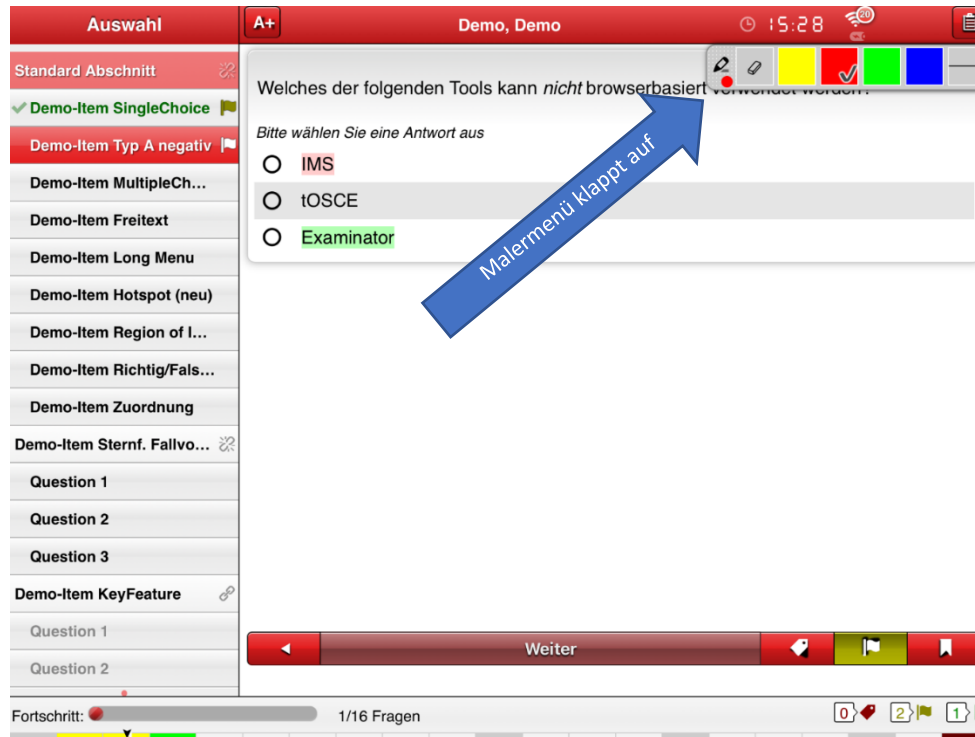 Auswahl
A+
Demo, Demo
15:28
20
Standard Abschnitt
Demo-Item SingleChoice
Demo-Item Typ A negativ
Demo-Item MultipleCh...
Demo-Item Freitext
Demo-Item Long Menu
Demo-Item Hotspot (neu)
Demo-Item Region of I...
Demo-Item Richtig/Fals...
Demo-Item Zuordnung
Demo-Item Sternf. Fallvo...
Question 1
Question 2
Question 3
Demo-Item KeyFeature
Question 1
Question 2
Welches der folgenden Tools kann nicht browserbasiert verwendet werden?
Bitte wählen Sie eine Antwort aus
IMS
tOSCE
Examinator
Malermenü klappt auf
Weiter
Fortschritt:
1/16 Fragen
0
2
1